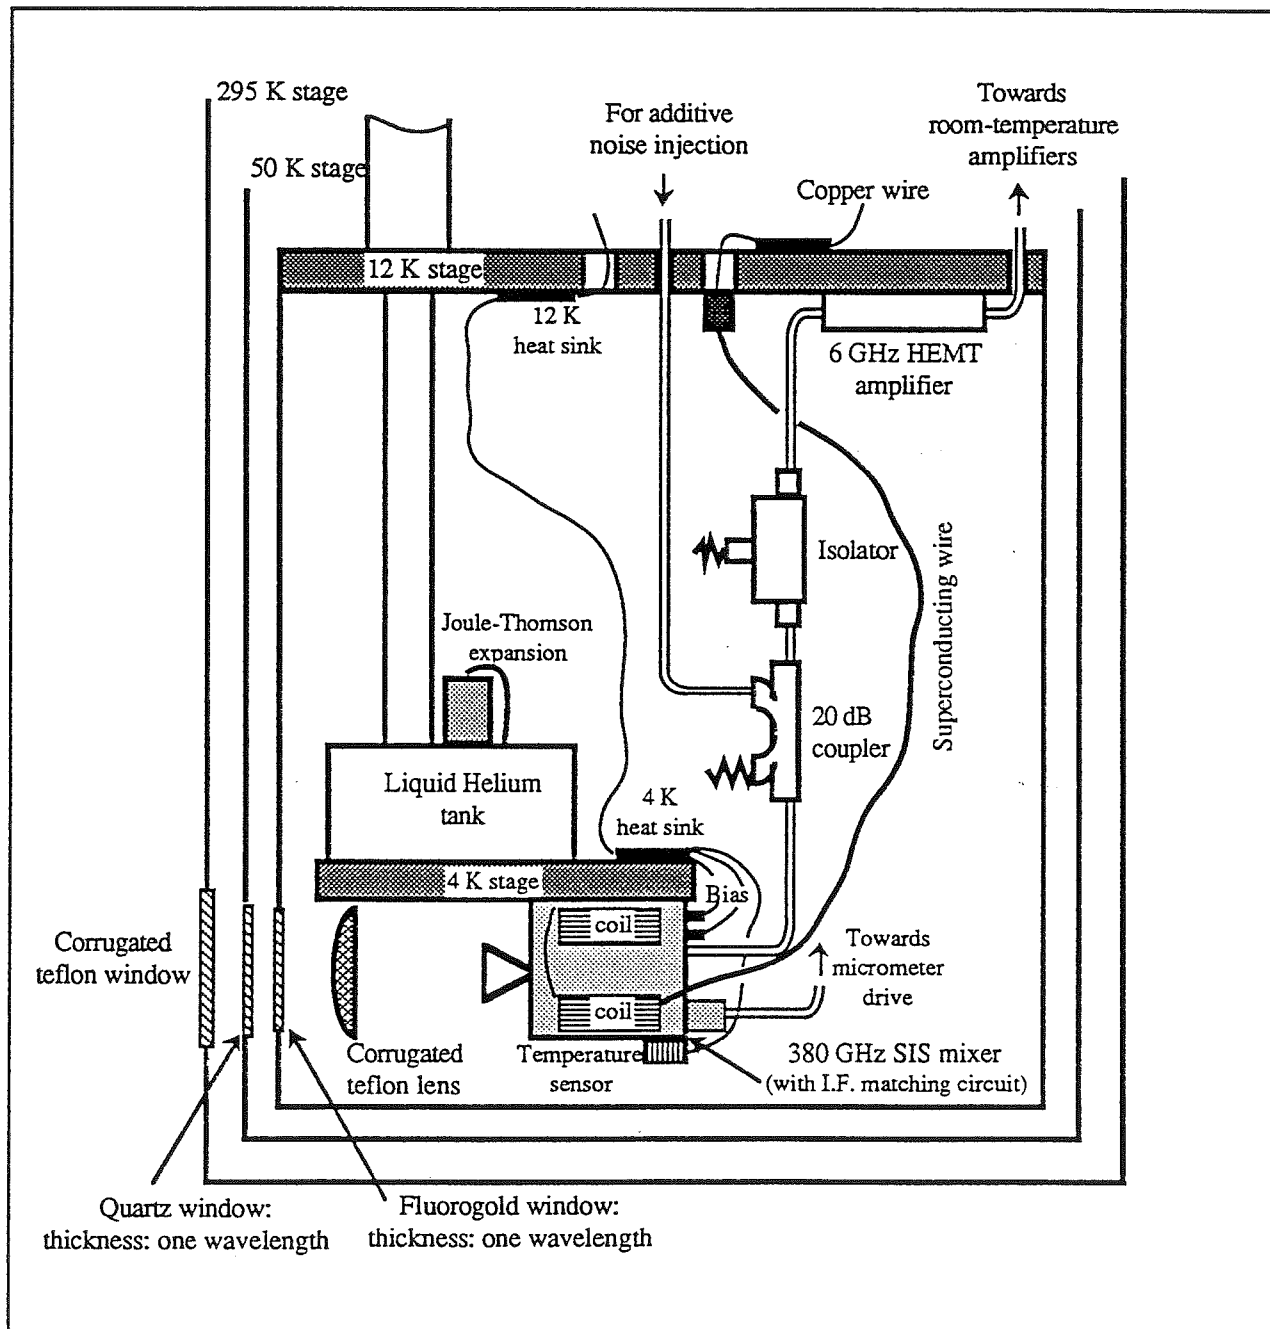 295 K stage
50 K stage
For additive
noise injection
Towards
room-temperature
amplifiers
Copper wire
12 K stage
12 K
heat sink
6 GHz HEMT
amplifier
Isolator
Superconducting wire
Joule-Thomson
expansion
20 dB
coupler
Liquid Helium
tank
4 K
heat sink
4 K stage
Bias
coil
Corrugated
teflon window
Towards
micrometer
drive
coil
Corrugated
teflon lens
Temperature
sensor
380 GHz SIS mixer
(with I.F. matching circuit)
Quartz window:
thickness: one wavelength
Fluorogold window:
thickness: one wavelength